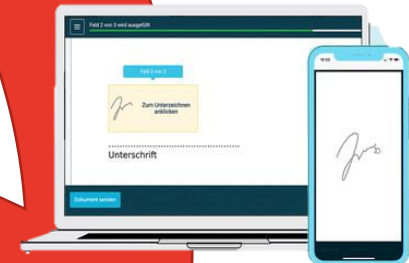 Feld 2 von 3 wird ausgefüllt
Feld 3 von 3
Zum Unterzeichnen
anklicken
Unterschrift
Dokument senden